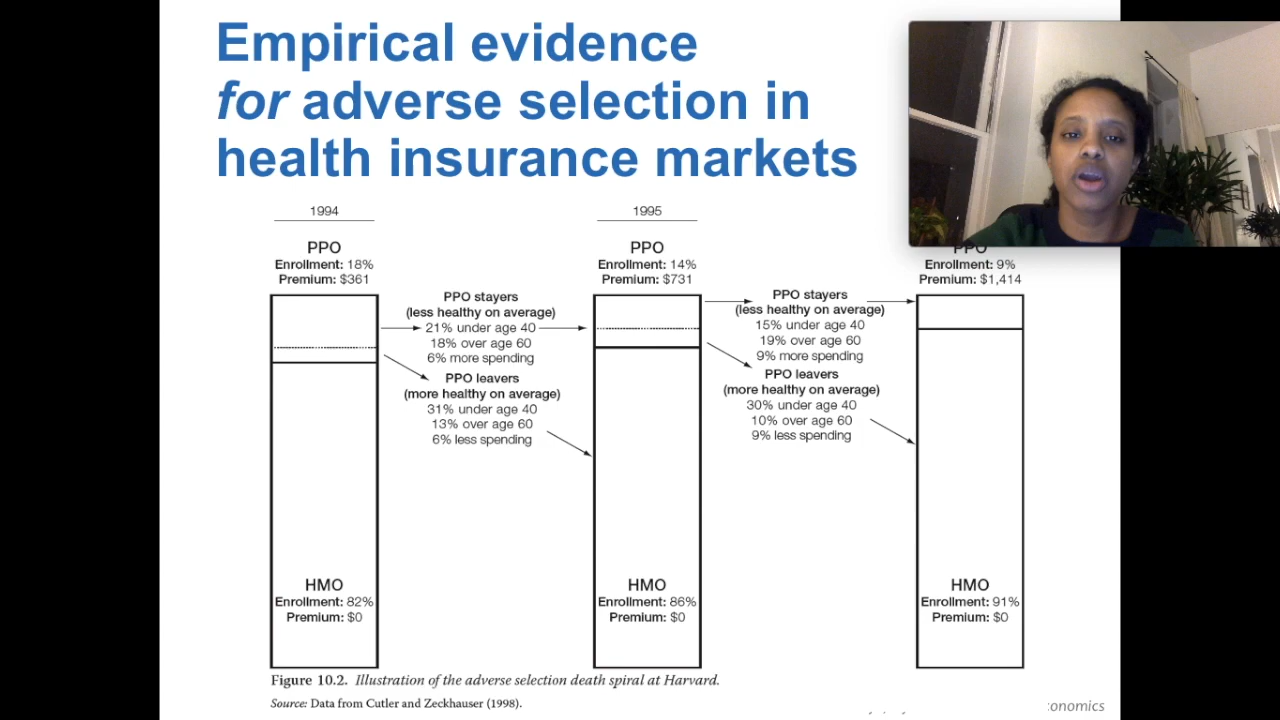 Empirical evidence
for adverse selection in
health insurance markets
1994
PPO
Enrollment: 18%
Premium: $361
PPO stayers
(less healthy on average)
21% under age 40
18% over age 60
6% more spending
PPO leavers
(more healthy on average)
31% under age 40
13% over age 60
6% less spending
HMO
Enrollment: 82%
Premium: $0
1995
PPO
Enrollment: 14%
Premium: $731
PPO stayers
(less healthy on average)
15% under age 40
19% over age 60
9% more spending
PPO leavers
(more healthy on average)
30% under age 40
10% over age 60
9% less spending
HMO
Enrollment: 86%
Premium: $0
PPO
Enrollment: 9%
Premium: $1,414
HMO
Enrollment: 91%
Premium: $0
Figure 10.2. Illustration of the adverse selection death spiral at Harvard.
Source: Data from Cutler and Zeckhauser (1998).
onomics